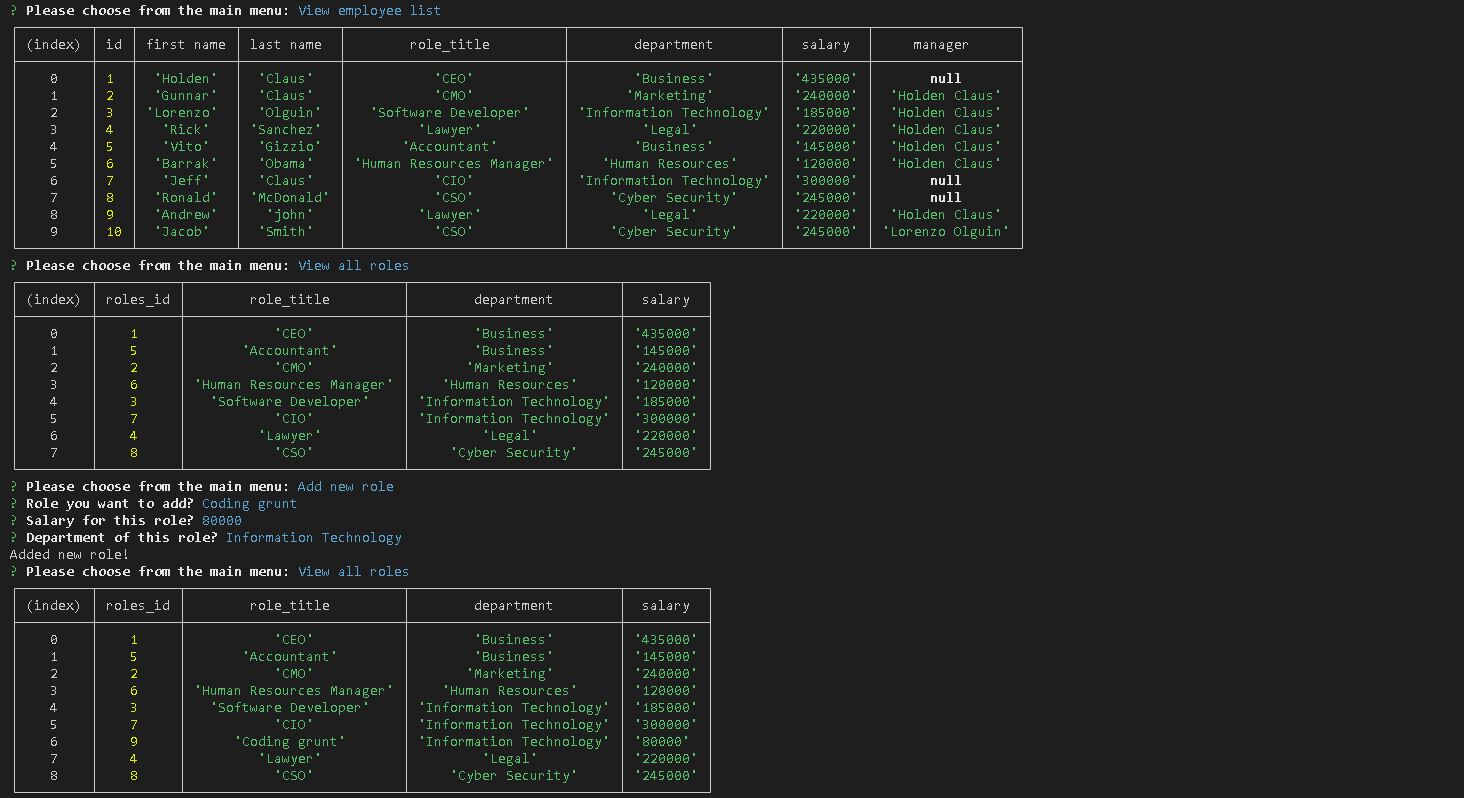 ? Please choose from the main menu: View employee list
(index) id first name last name role_title department salary manager
0 1 'Holden' 'Claus' 'CEO' 'Business' '435000' null
1 2 'Gunnar' 'Claus' 'CMO' 'Marketing' '240000' 'Holden Claus'
2 3 'Lorenzo' 'Olguin' 'Software Developer' 'Information Technology' '185000' 'Holden Claus'
3 4 'Rick' 'Sanchez' 'Lawyer' 'Legal' '220000' 'Holden Claus'
4 5 'Vito' 'Gizzio' 'Accountant' 'Business' '145000' 'Holden Claus'
5 6 'Barrak' 'Obama' 'Human Resources Manager' 'Human Resources' '120000' 'Holden Claus'
6 7 'Jeff' 'Claus' 'CIO' 'Information Technology' '300000' null
7 8 'Ronald' 'McDonald' 'CSO' 'Cyber Security' '245000' null
8 9 'Andrew' 'john' 'Lawyer' 'Legal' '220000' 'Holden Claus'
9 10 'Jacob' 'Smith' 'CSO' 'Cyber Security' '245000' 'Lorenzo Olguin'
? Please choose from the main menu: View all roles
(index) roles_id role_title department salary
0 1 'CEO' 'Business' '435000'
1 5 'Accountant' 'Business' '145000'
2 2 'CMO' 'Marketing' '240000'
3 6 'Human Resources Manager' 'Human Resources' '120000'
4 3 'Software Developer' 'Information Technology' '185000'
5 7 'CIO' 'Information Technology' '300000'
6 4 'Lawyer' 'Legal' '220000'
7 8 'CSO' 'Cyber Security' '245000'
? Please choose from the main menu: Add new role
? Role you want to add? Coding grunt
? Salary for this role? 80000
? Department of this role? Information Technology
Added new role!
? Please choose from the main menu: View all roles
(index) roles_id role_title department salary
0 1 'CEO' 'Business' '435000'
1 5 'Accountant' 'Business' '145000'
2 2 'CMO' 'Marketing' '240000'
3 6 'Human Resources Manager' 'Human Resources' '120000'
4 3 'Software Developer' 'Information Technology' '185000'
5 7 'CIO' 'Information Technology' '300000'
6 9 'Coding grunt' 'Information Technology' '80000'
7 4 'Lawyer' 'Legal' '220000'
8 8 'CSO' 'Cyber Security' '245000'